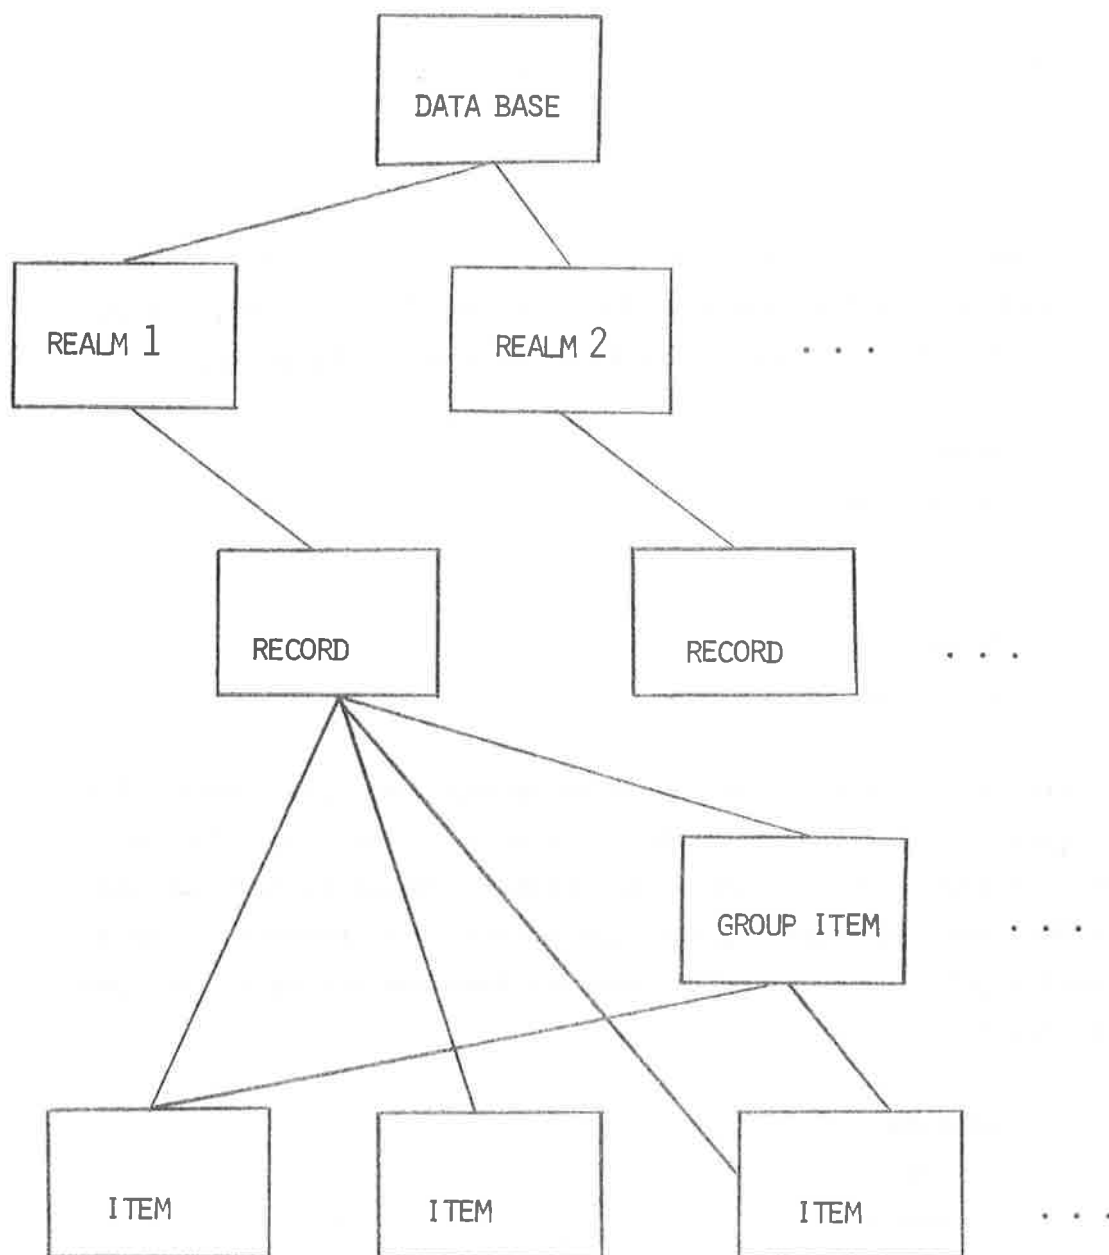 DATA BASE
REALM 1
REALM 2
. . .
RECORD
RECORD
. . .
GROUP ITEM
. . .
ITEM
ITEM
ITEM
. . .